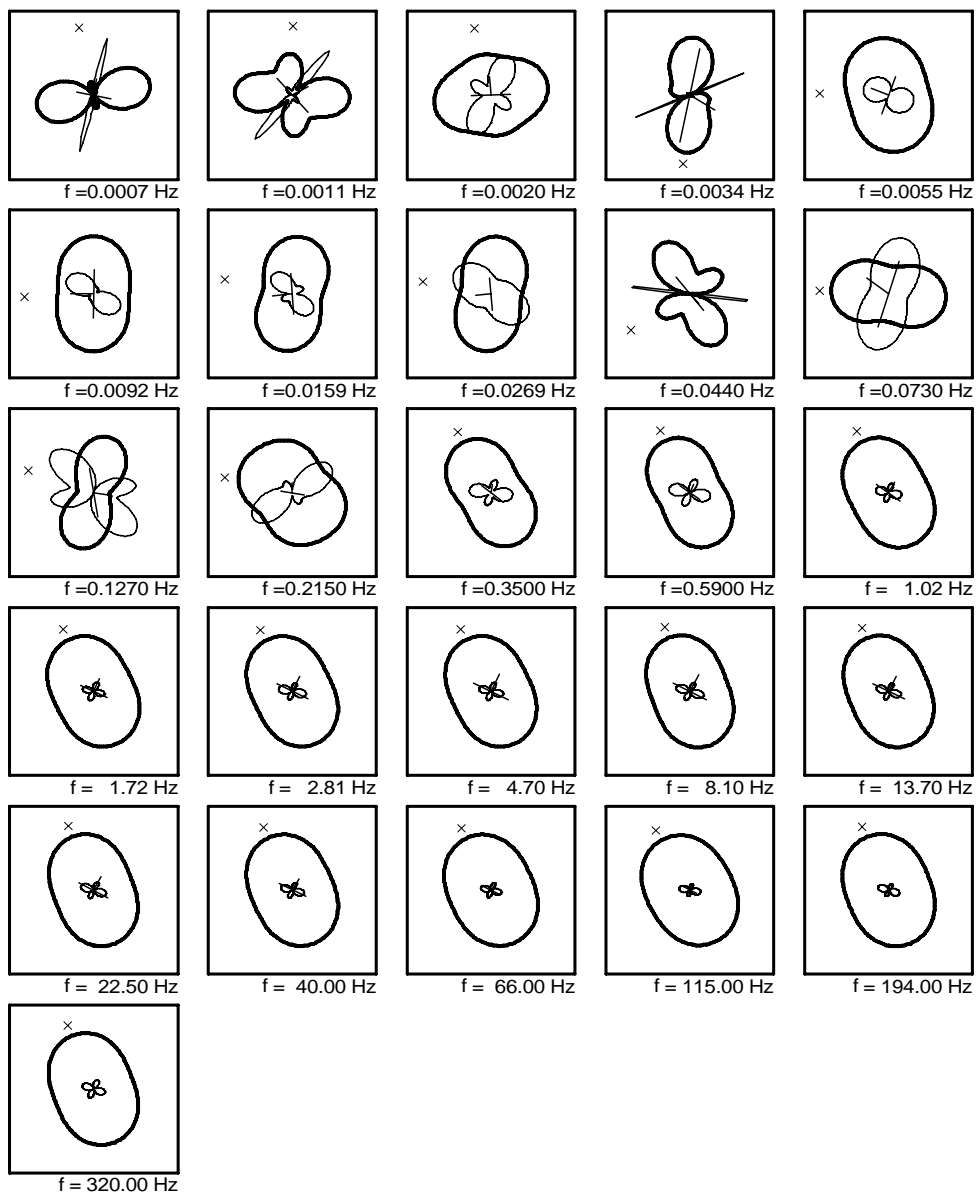 f =0.0007 Hz f =0.0011 Hz f =0.0020 Hz f =0.0034 Hz f =0.0055 Hz
f =0.0092 Hz f =0.0159 Hz f =0.0269 Hz f =0.0440 Hz f =0.0730 Hz
f =0.1270 Hz f =0.2150 Hz f =0.3500 Hz f =0.5900 Hz f = 1.02 Hz
f = 1.72 Hz f = 2.81 Hz f = 4.70 Hz f = 8.10 Hz f = 13.70 Hz
f = 22.50 Hz f = 40.00 Hz f = 66.00 Hz f = 115.00 Hz f = 194.00 Hz
f = 320.00 Hz